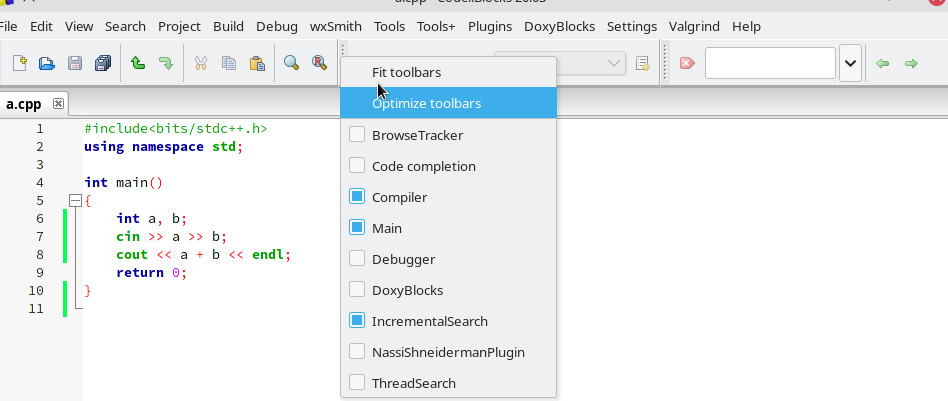 File Edit View Search Project Build Debug wxSmith Tools Tools+ Plugins DoxyBlocks Settings Valgrind Help
a.cpp
Fit toolbars
Optimize toolbars
BrowseTracker
Code completion
Compiler
Main
Debugger
DoxyBlocks
IncrementalSearch
NassiShneidermanPlugin
ThreadSearch
1 #include<bits/stdc++.h>
2 using namespace std;
3
4 int main()
5 {
6 int a, b;
7 cin >> a >> b;
8 cout << a + b << endl;
9 return 0;
10 }
11